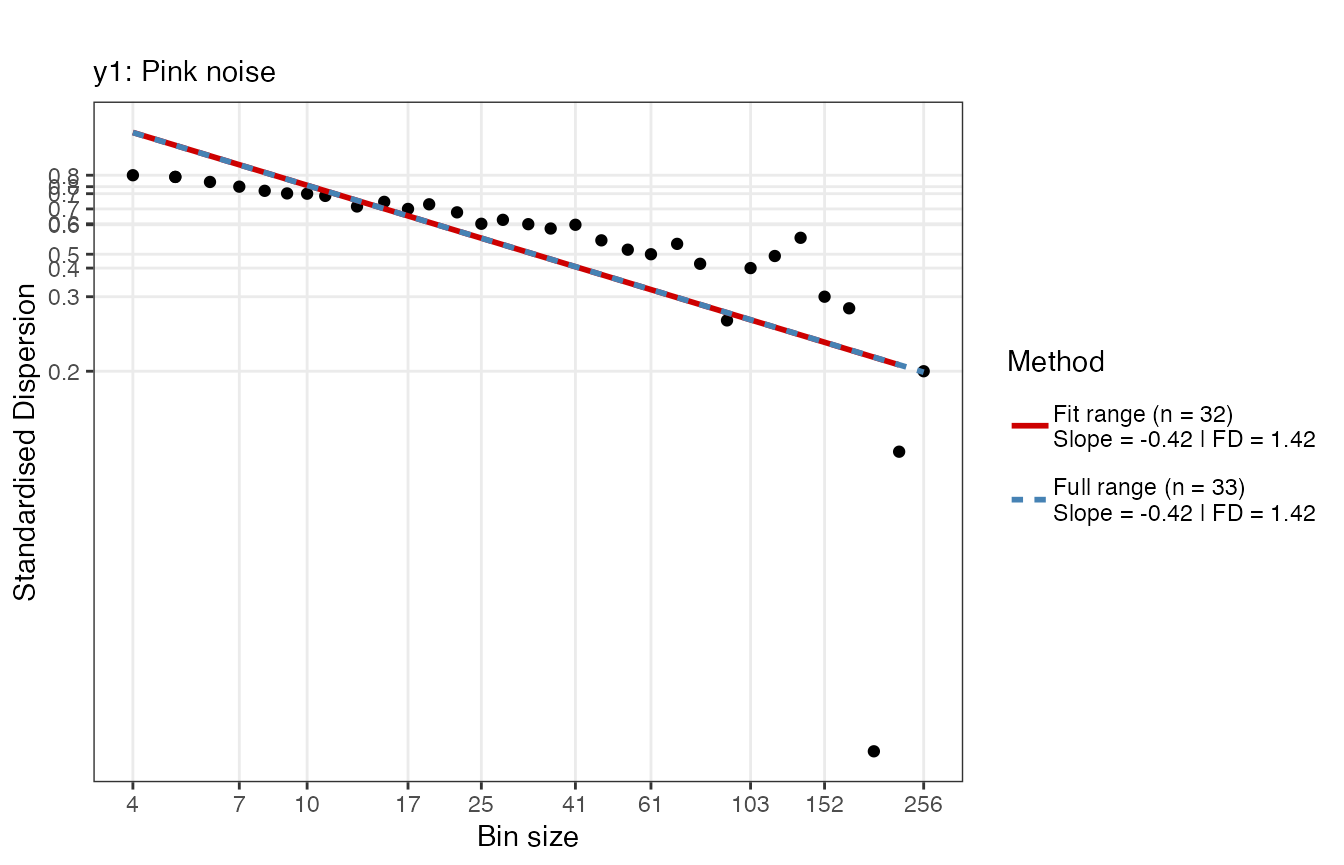 y1: Pink noise
Standardised Dispersion
0.8
0.7
0.7
0.6
0.5
0.4
0.3
0.2
4 7 10 17 25 41 61 103 152 256
Bin size
Method
Fit range (n = 32)
Slope = -0.42 | FD = 1.42
Full range (n = 33)
Slope = -0.42 | FD = 1.42